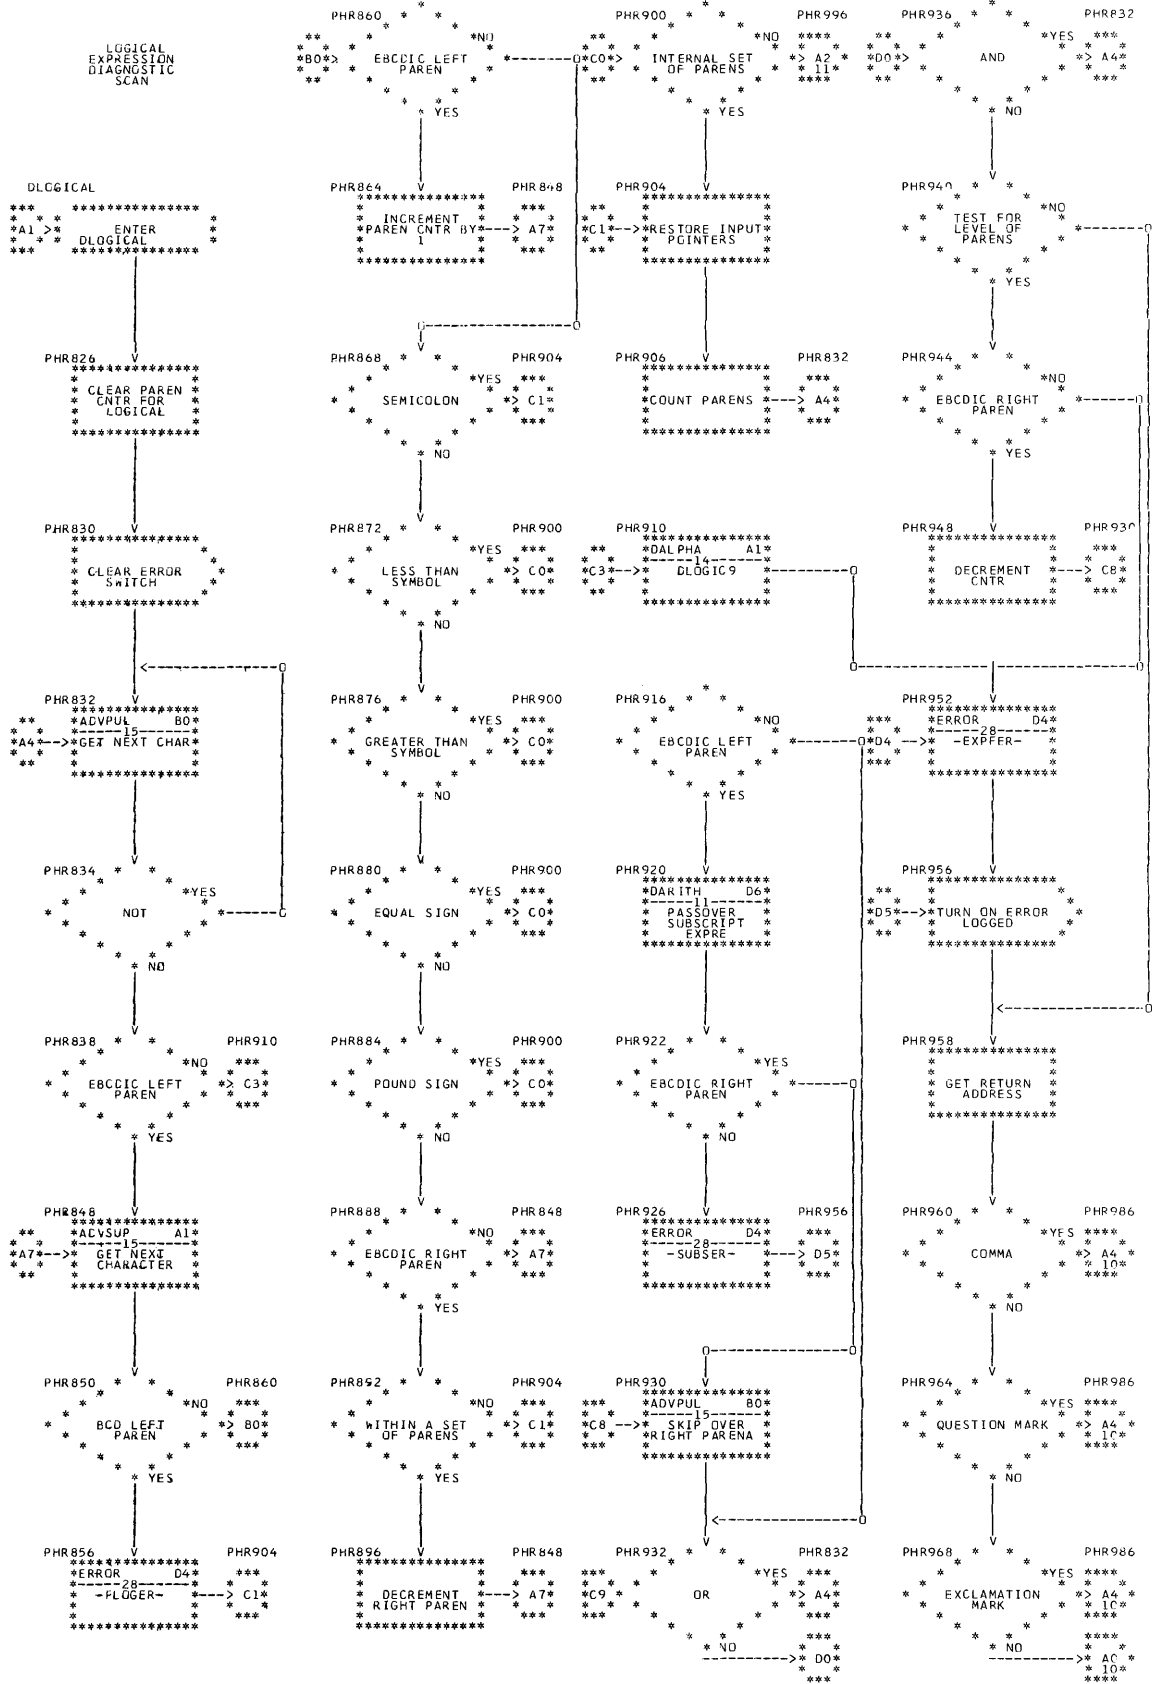 LOGICAL
EXPRESSION
DIAGNOSTIC
SCAN
DLOGICAL
A1
ENTER
DLOGICAL
PHR826
CLEAR PAREN
CNTR FOR
LOGICAL
PHR830
CLEAR ERROR
SWITCH
PHR832
A4
ADVPUL B0
15
GET NEXT CHAR
PHR834
NOT
YES
NO
PHR838
EBCDIC LEFT
PAREN
NO
PHR910
C3
YES
PHR848
A7
ADVSUP A1
15
GET NEXT
CHARACTER
PHR850
BCD LEFT
PAREN
NO
PHR860
B0
YES
PHR856
ERROR D4
28
-PLOGER-
PHR904
C1
PHR860
B0
EBCDIC LEFT
PAREN
NO
YES
PHR864
INCREMENT
PAREN CNTR BY
1
PHR848
A7
PHR868
SEMICOLON
YES
PHR904
C1
NO
PHR872
LESS THAN
SYMBOL
YES
PHR900
C0
NO
PHR876
GREATER THAN
SYMBOL
YES
PHR900
C0
NO
PHR880
EQUAL SIGN
YES
PHR900
C0
NO
PHR884
POUND SIGN
YES
PHR900
C0
NO
PHR888
EBCDIC RIGHT
PAREN
NO
PHR848
A7
YES
PHR892
WITHIN A SET
OF PARENS
NO
PHR904
C1
YES
PHR896
DECREMENT
RIGHT PAREN
PHR848
A7
PHR900
C0
INTERNAL SET
OF PARENS
NO
PHR996
A2
11
YES
PHR904
C1
RESTORE INPUT
POINTERS
PHR906
COUNT PARENS
PHR832
A4
PHR910
C3
DALPHA A1
14
DLOGIC9
PHR916
EBCDIC LEFT
PAREN
NO
YES
PHR920
DARITH D6
11
PASSOVER
SUBSCRIPT
EXPRE
PHR922
EBCDIC RIGHT
PAREN
YES
NO
PHR926
ERROR D4
28
-SUBSER-
PHR956
D5
PHR930
C8
ADVPUL B0
15
SKIP OVER
RIGHT PARENA
PHR932
C9
OR
YES
PHR832
A4
NO
D0
PHR936
D0
AND
YES
PHR832
A4
NO
PHR940
TEST FOR
LEVEL OF
PARENS
NO
YES
PHR944
EBCDIC RIGHT
PAREN
NO
YES
PHR948
DECREMENT
CNTR
PHR930
C8
PHR952
D4
ERROR D4
28
-EXPFER-
PHR956
D5
TURN ON ERROR
LOGGED
PHR958
GET RETURN
ADDRESS
PHR960
COMMA
YES
PHR986
A4
10
NO
PHR964
QUESTION MARK
YES
PHR986
A4
10
NO
PHR968
EXCLAMATION
MARK
YES
PHR986
A4
10
NO
A0
10